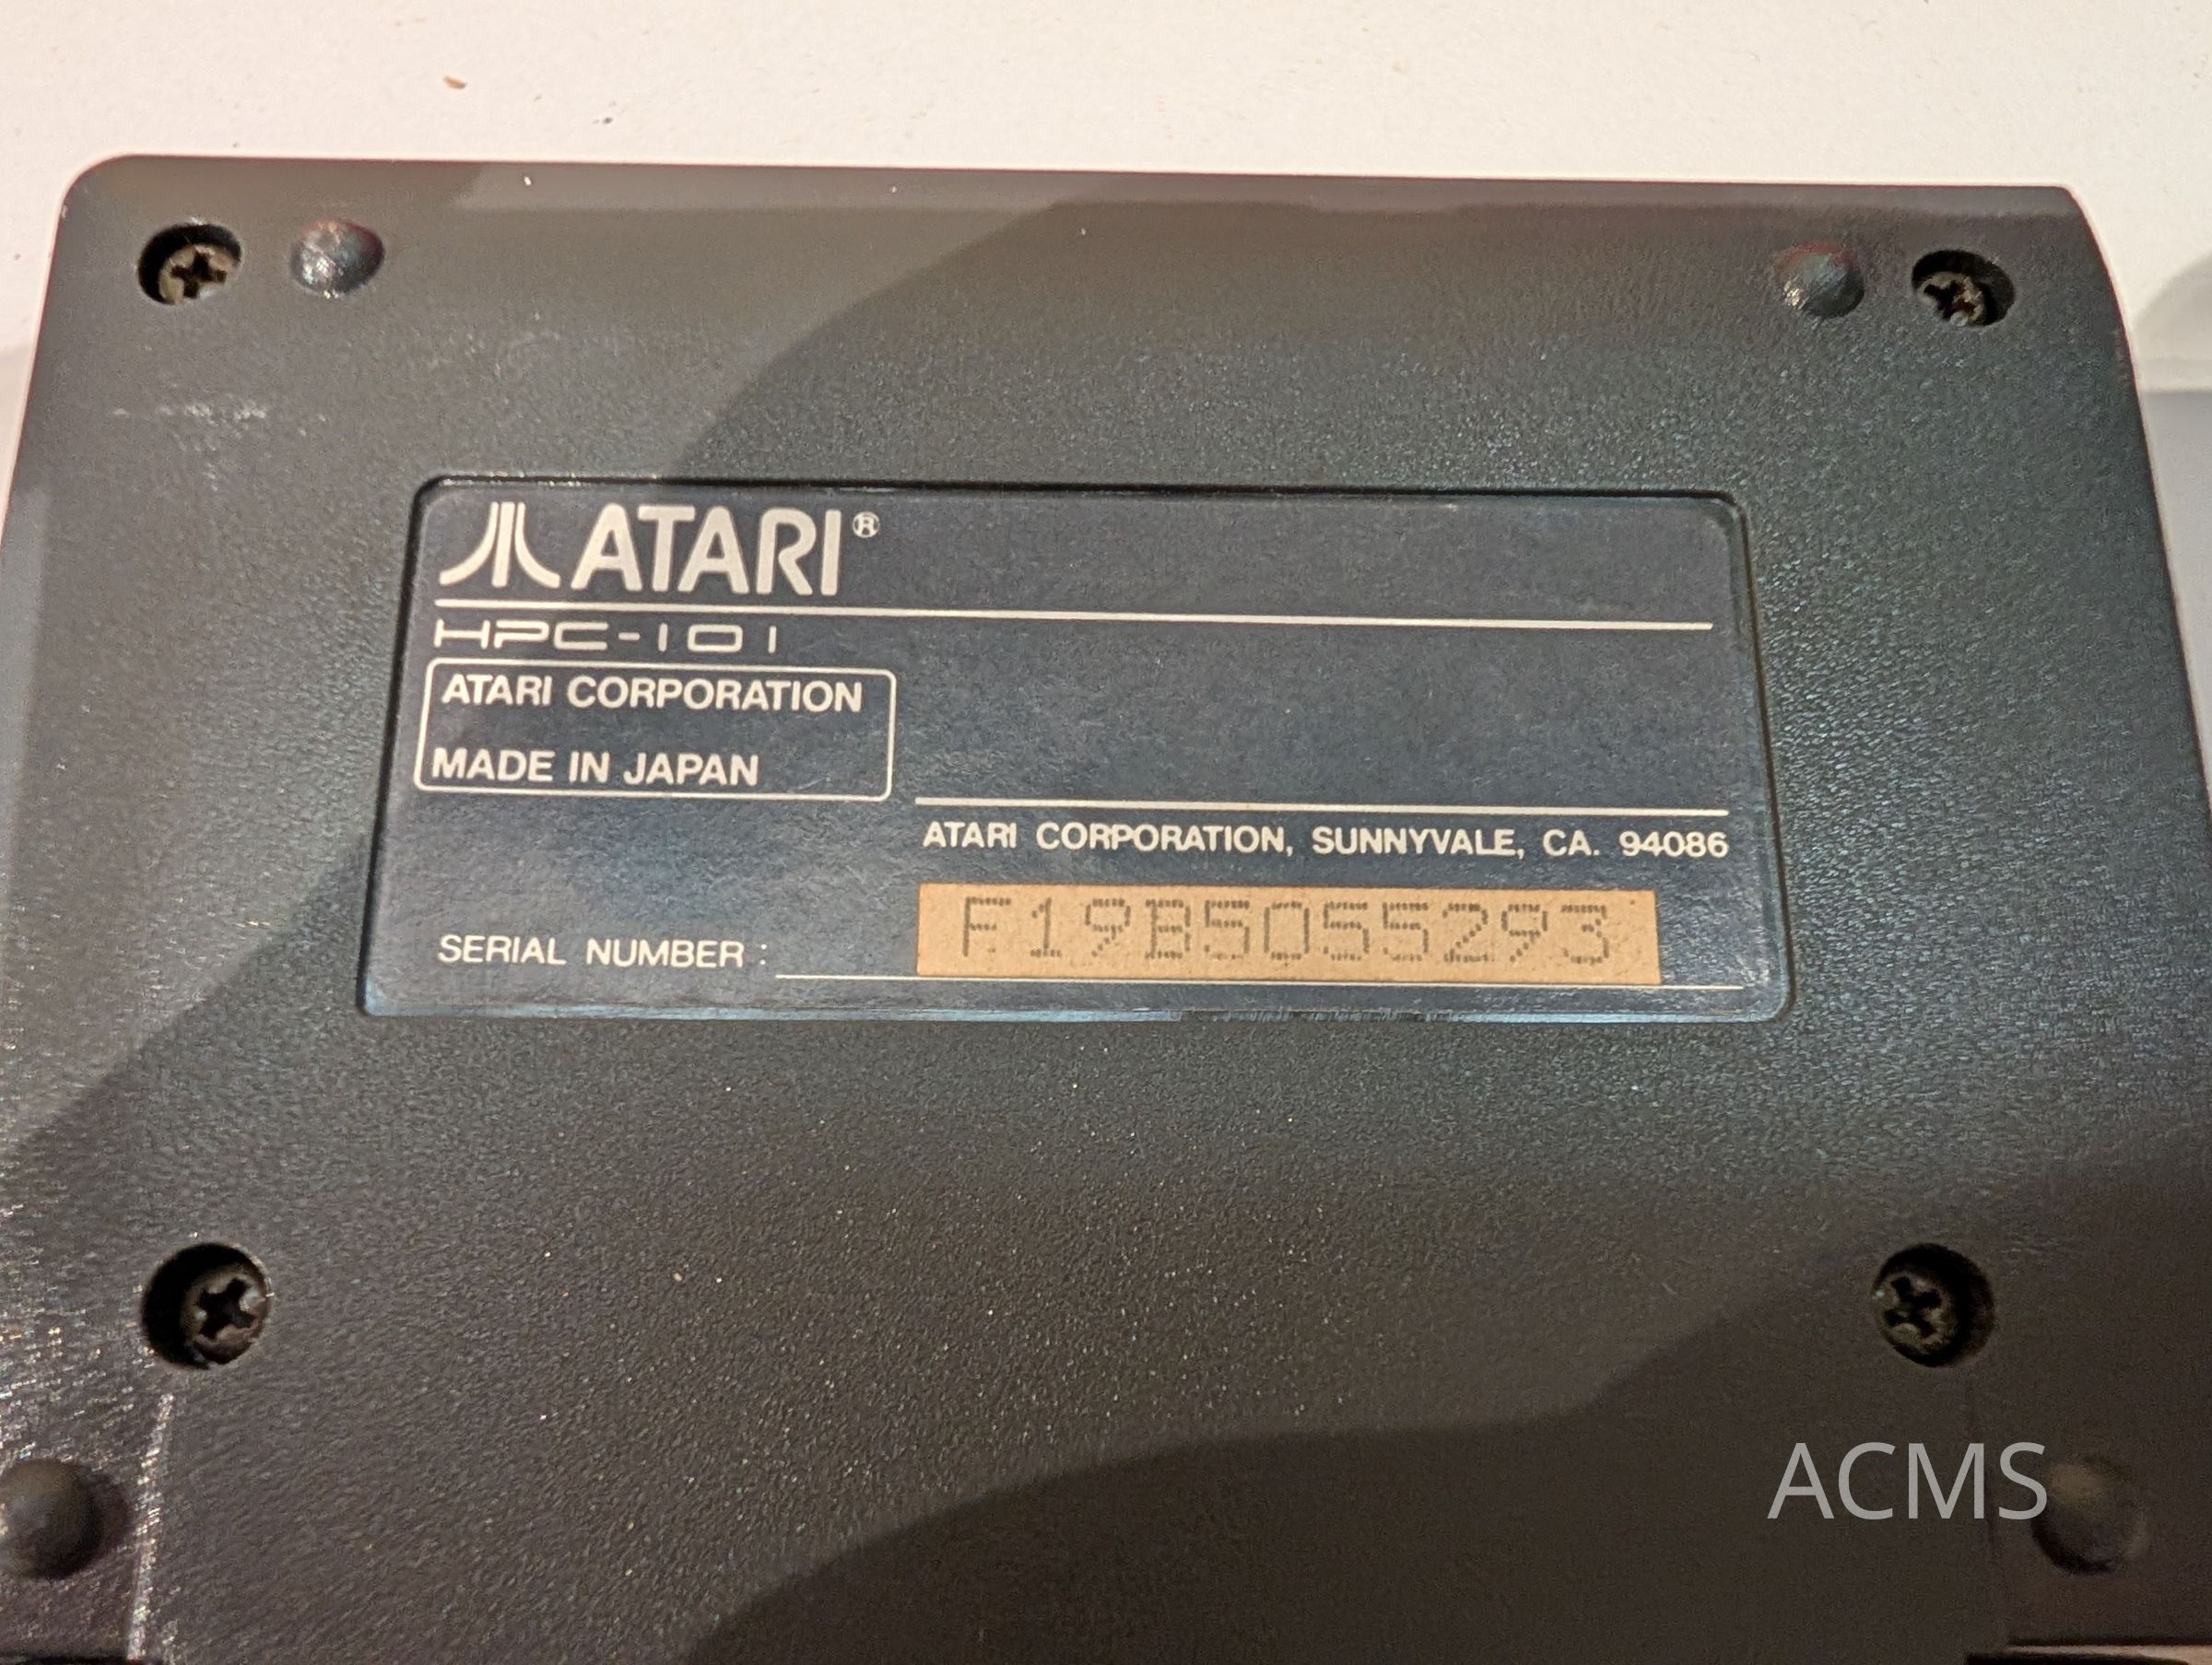 ATARI®
HPC-101
ATARI CORPORATION
MADE IN JAPAN
ATARI CORPORATION, SUNNYVALE, CA. 94086
SERIAL NUMBER: F19B5055293
ACMS